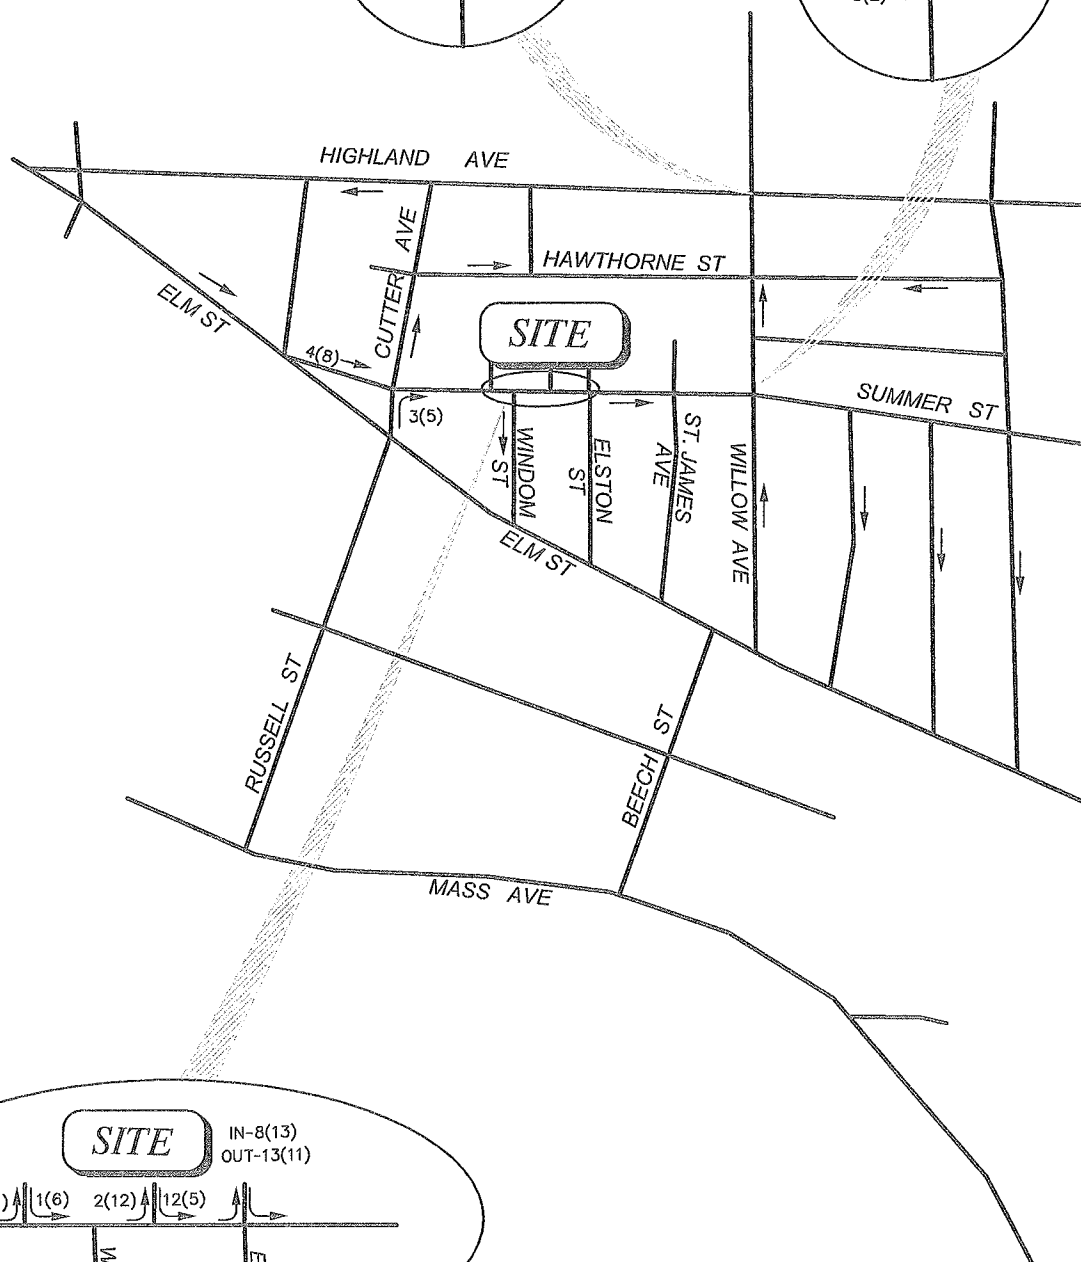 HIGHLAND AVE
CUTTER AVE
HAWTHORNE ST
ELM ST
SITE
4(8)
3(5)
SUMMER ST
WINDOM ST
ELSTON ST
ST. JAMES AVE
WILLOW AVE
ELM ST
RUSSELL ST
BEECH ST
MASS AVE
SITE
IN-8(13)
OUT-13(11)
)
1(6)
2(12)
12(5)
W
E